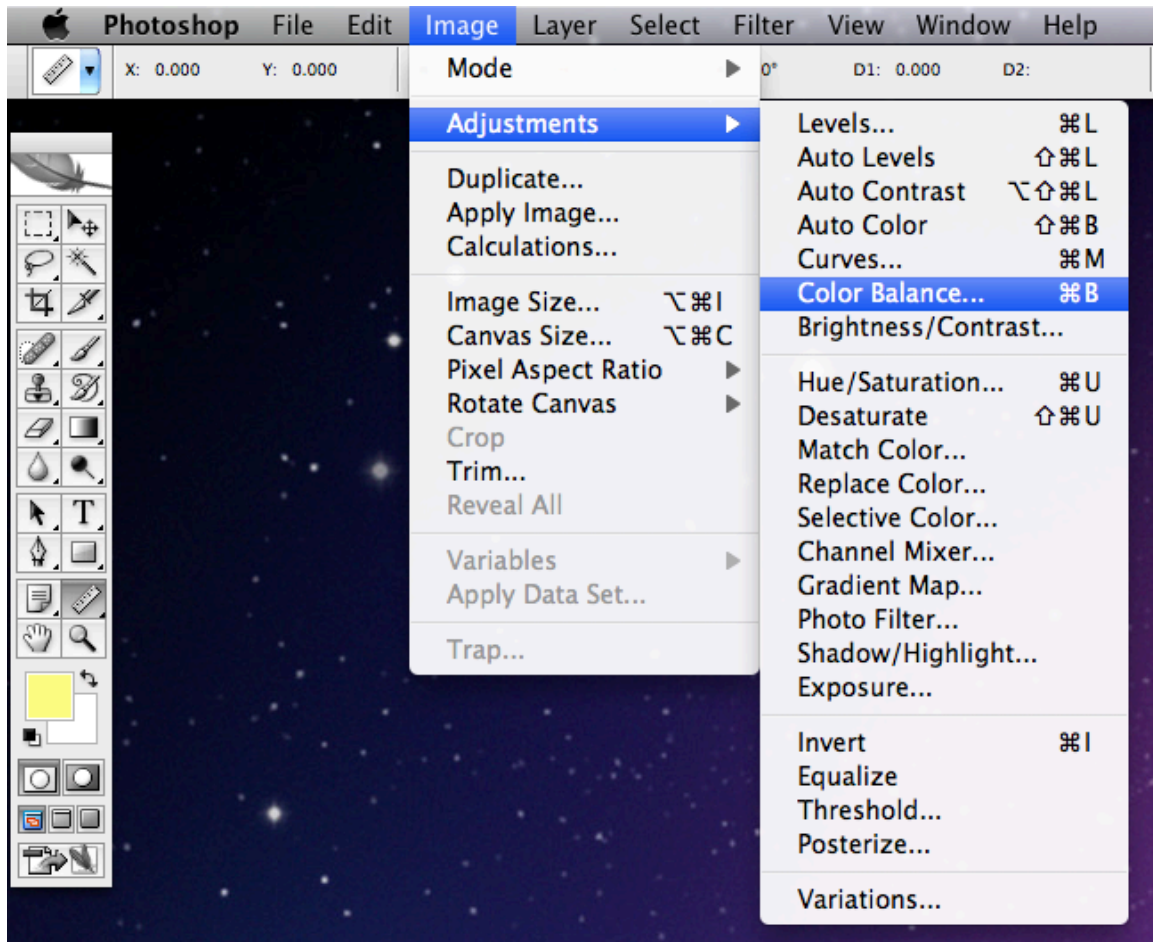 Photoshop File Edit Image Layer Select Filter View Window Help
X: 0.000 Y: 0.000 0° D1: 0.000 D2:
Mode
Adjustments
Duplicate...
Apply Image...
Calculations...
Image Size... ⌥⌘I
Canvas Size... ⌥⌘C
Pixel Aspect Ratio
Rotate Canvas
Crop
Trim...
Reveal All
Variables
Apply Data Set...
Trap...
Levels... ⌘L
Auto Levels ⇧⌘L
Auto Contrast ⌥⇧⌘L
Auto Color ⇧⌘B
Curves... ⌘M
Color Balance... ⌘B
Brightness/Contrast...
Hue/Saturation... ⌘U
Desaturate ⇧⌘U
Match Color...
Replace Color...
Selective Color...
Channel Mixer...
Gradient Map...
Photo Filter...
Shadow/Highlight...
Exposure...
Invert ⌘I
Equalize
Threshold...
Posterize...
Variations...
T